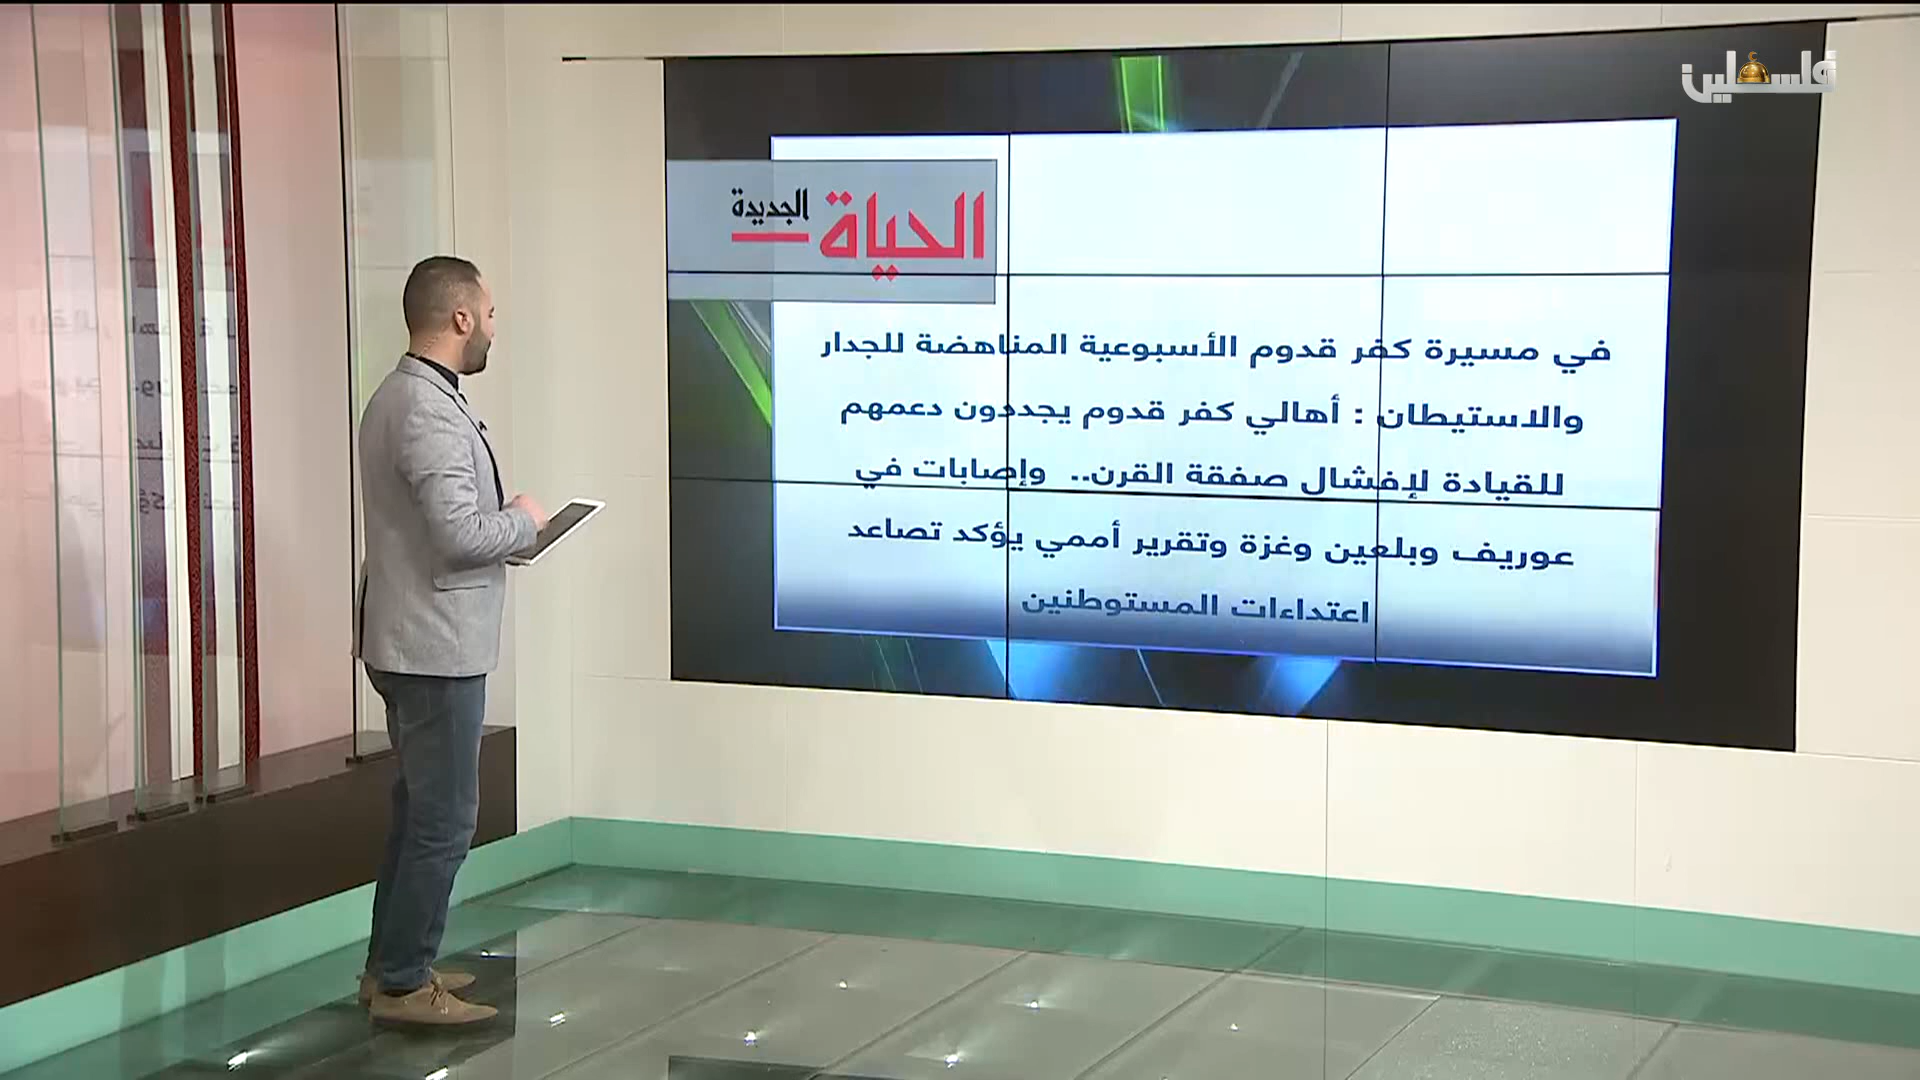 فلسطين
الحياة الجديدة
في مسيرة كفر قدوم الأسبوعية المناهضة للجدار
والاستيطان : أهالي كفر قدوم يجددون دعمهم
للقيادة لإفشال صفقة القرن.. وإصابات في
عوريف وبلعين وغزة وتقرير أممي يؤكد تصاعد
اعتداءات المستوطنين